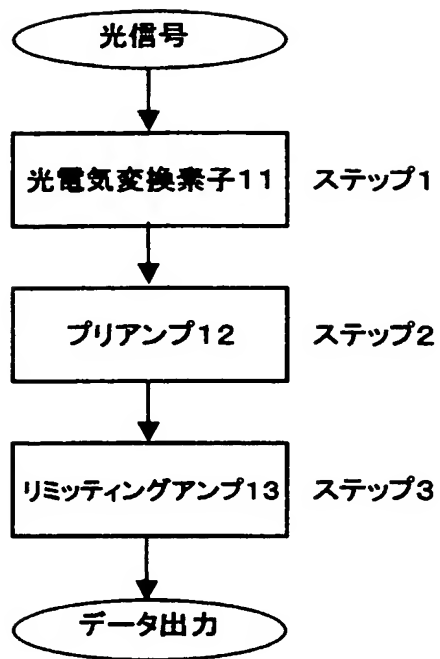 光信号
光電気変換素子11 ステップ1
プリアンプ12 ステップ2
リミッティングアンプ13 ステップ3
データ出力